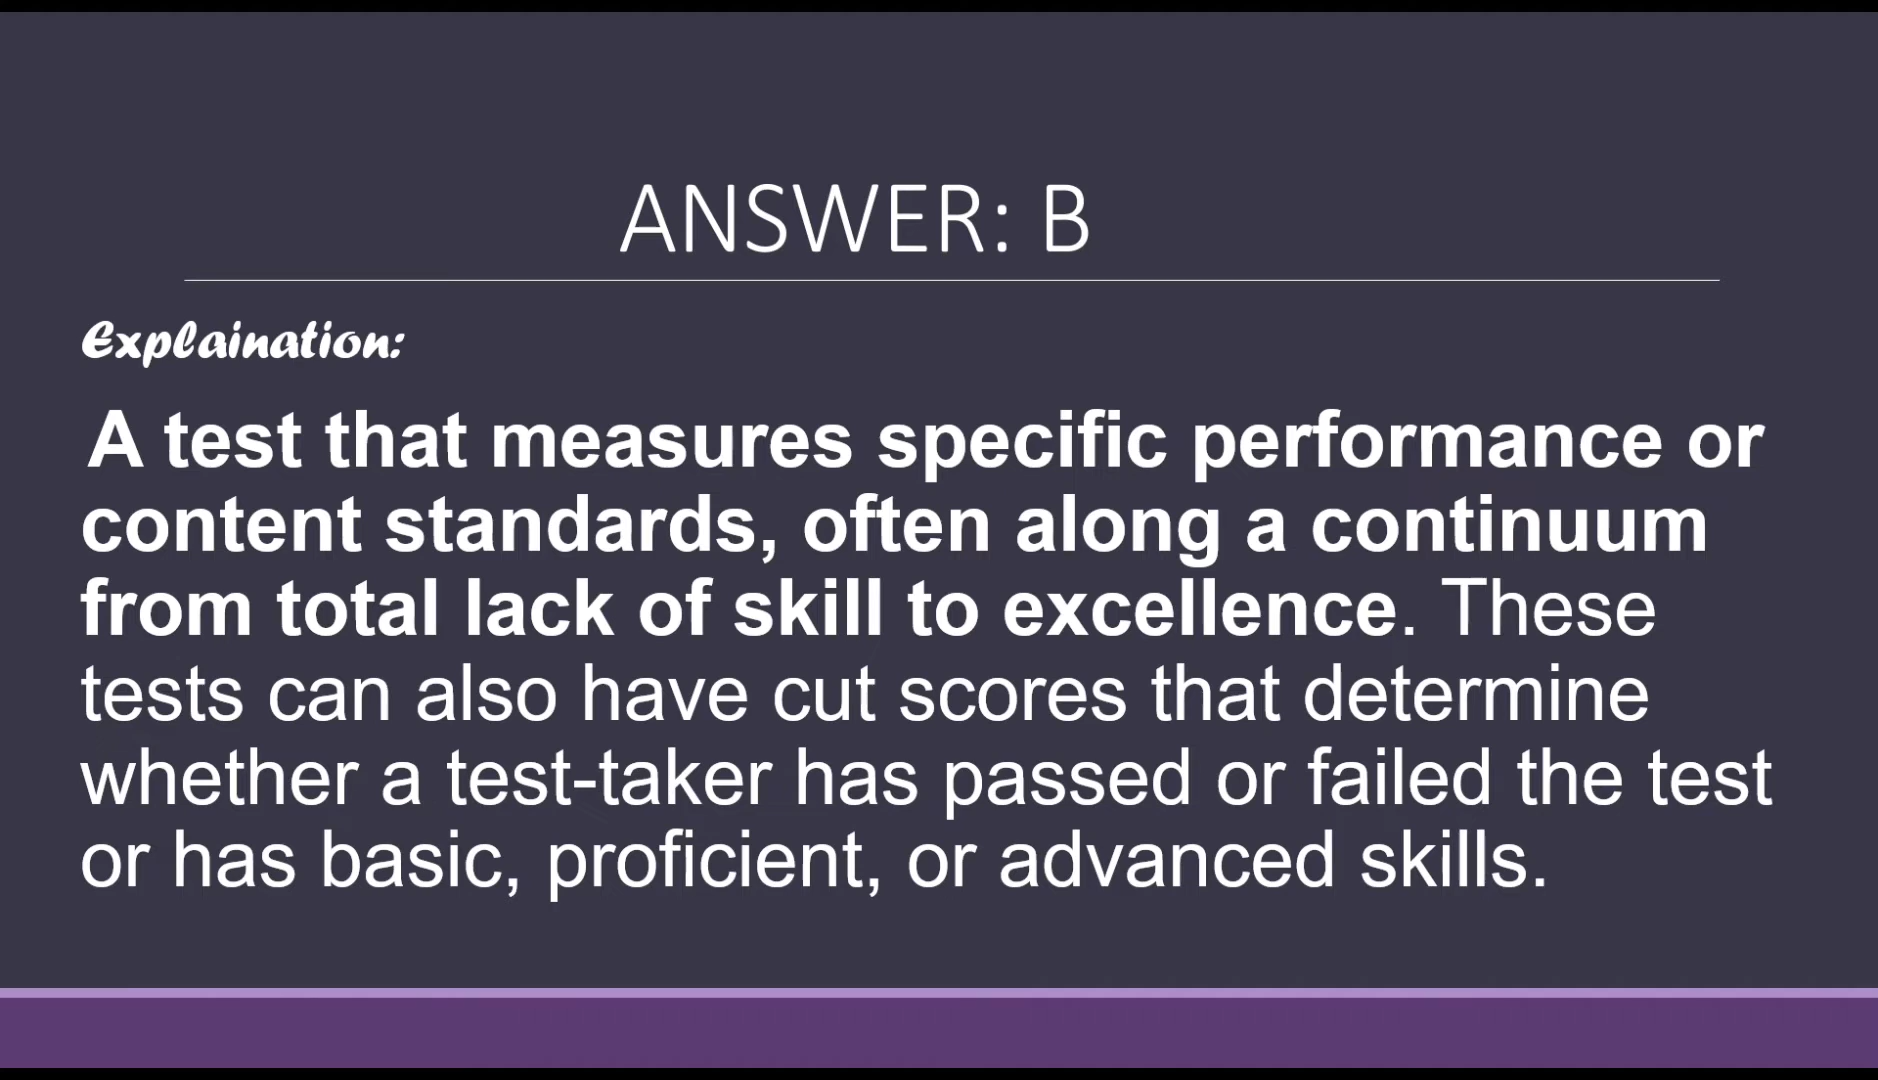 ANSWER: B
Explaination:
A test that measures specific performance or
content standards, often along a continuum
from total lack of skill to excellence. These
tests can also have cut scores that determine
whether a test-taker has passed or failed the test
or has basic, proficient, or advanced skills.